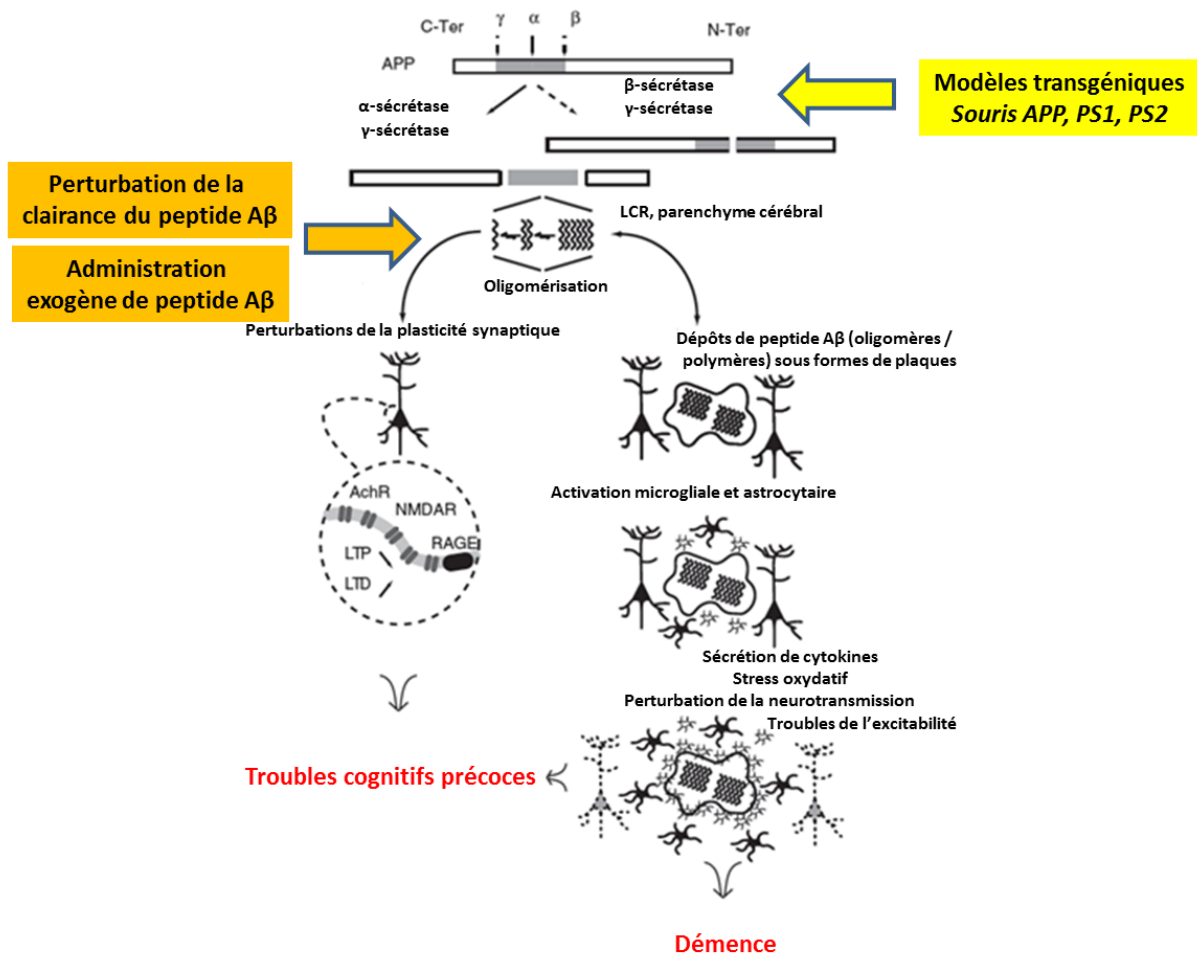 C-Ter γ α β N-Ter
APP
α-sécrétase
γ-sécrétase
β-sécrétase
γ-sécrétase
Modèles transgéniques
Souris APP, PS1, PS2
Perturbation de la
clairance du peptide Aβ
Administration
exogène de peptide Aβ
LCR, parenchyme cérébral
Oligomérisation
Perturbations de la plasticité synaptique
Dépôts de peptide Aβ (oligomères /
polymères) sous formes de plaques
AchR
NMDAR
RAGE
LTP
LTD
Activation microgliale et astrocytaire
Sécrétion de cytokines
Stress oxydatif
Perturbation de la neurotransmission
Troubles de l’excitabilité
Troubles cognitifs précoces
Démence